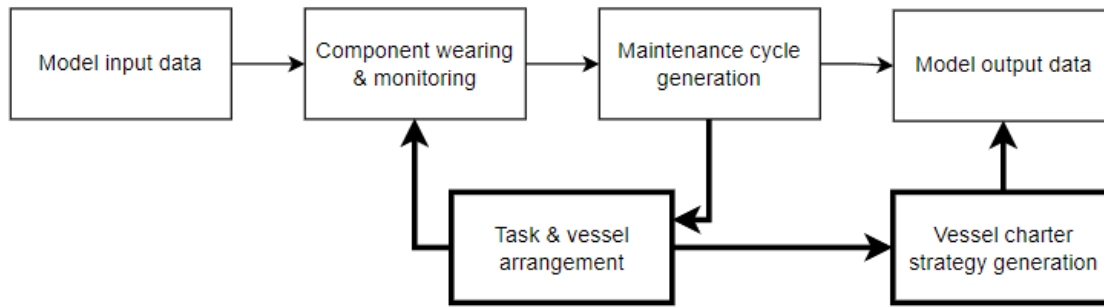 Model input data
Component wearing
& monitoring
Maintenance cycle
generation
Model output data
Task & vessel
arrangement
Vessel charter
strategy generation